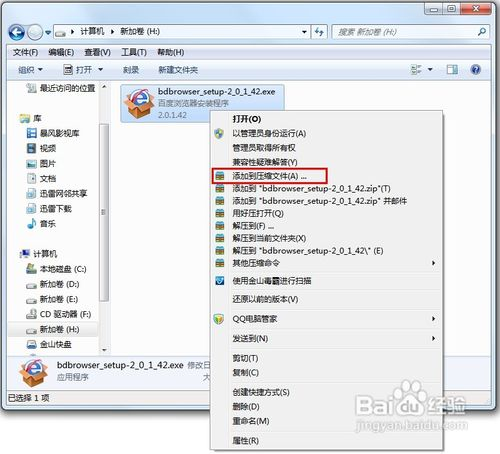 计算机 ▸ 新加卷 (H:)
搜索 新加卷 (H:)
文件(F) 编辑(E) 查看(V) 工具(T) 帮助(H)
组织 打开 刻录 新建文件夹
最近访问的位置
库
暴风影视库
视频
图片
文档
迅雷网邻共享
迅雷下载
音乐
计算机
本地磁盘 (C:)
新加卷 (D:)
新加卷 (E:)
CD 驱动器 (F:)
新加卷 (H:)
金山快盘
bdbrowser_setup-2_0_1_42.exe
百度浏览器安装程序
2.0.1.42
打开(O)
以管理员身份运行(A)
管理员取得所有权
兼容性疑难解答(Y)
添加到压缩文件(A) ...
添加到 "bdbrowser_setup-2_0_1_42.zip"(T)
添加到 "bdbrowser_setup-2_0_1_42.zip" 并邮件
用好压打开(Q)
解压到(F) ...
解压到当前文件夹(X)
解压到 "bdbrowser_setup-2_0_1_42\" (E)
其他压缩命令
使用金山毒霸进行扫描
还原以前的版本(V)
QQ电脑管家
发送到(N)
剪切(T)
复制(C)
创建快捷方式(S)
删除(D)
重命名(M)
属性(R)
bdbrowser_setup-2_0_1_42.exe 修改日
应用程序 大
已选择 1 项
Baidu 经验
jingyan.baidu.com